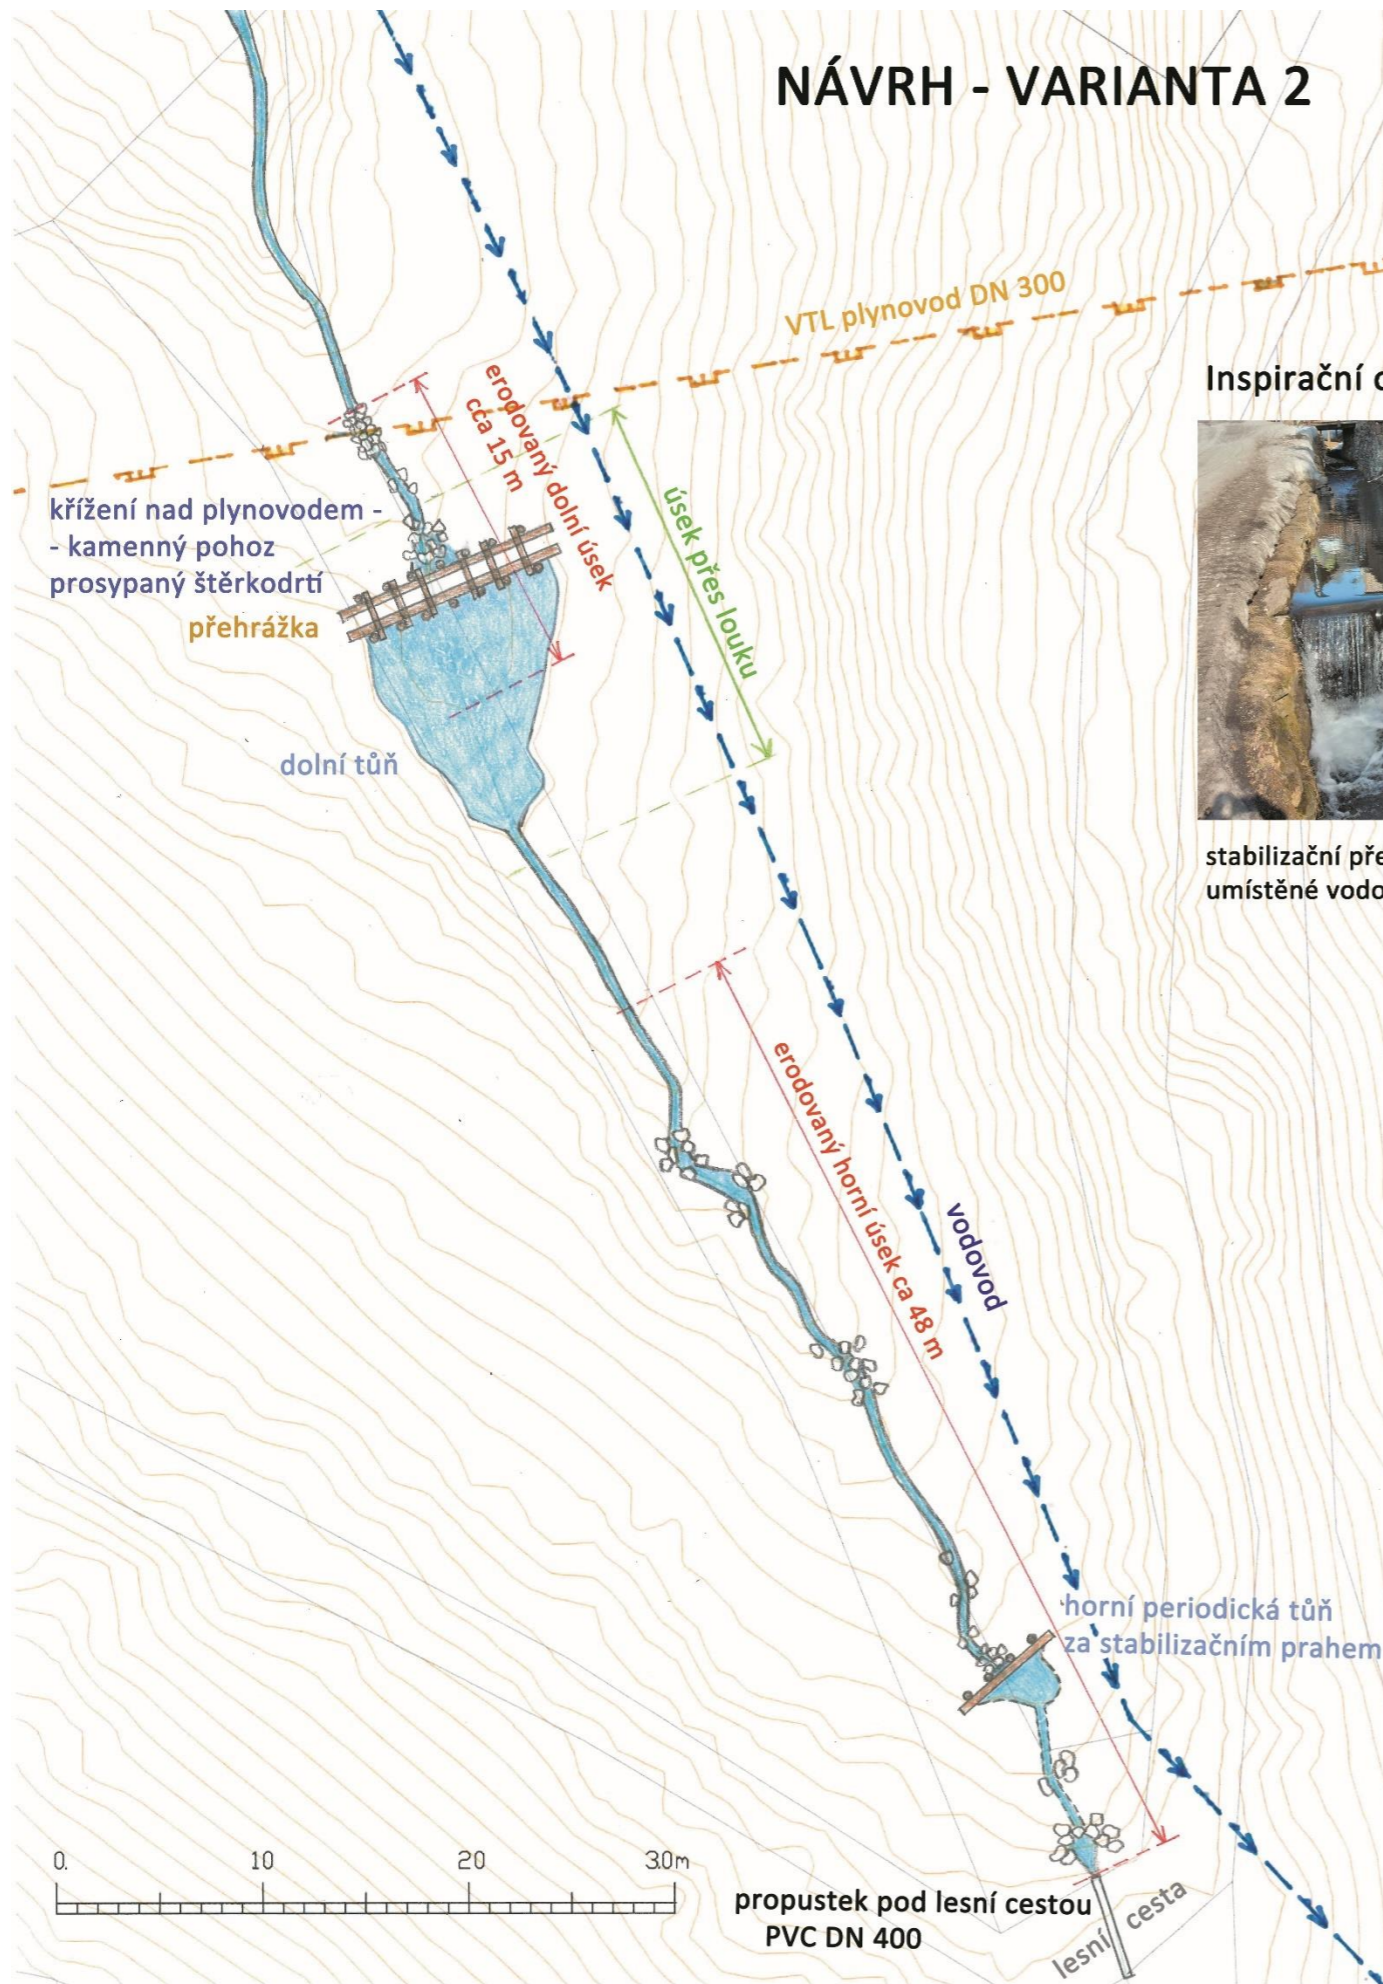 NÁVRH - VARIANTA 2
VTL plynovod DN 300
Inspirační
erodovaný dolní úsek
cca 15 m
křížení nad plynovodem -
- kamenný pohoz
prosypaný štěrkodrtí
úsek přes louku
přehrážka
dolní tůň
stabilizační
umístěné
erodovaný horní úsek ca 48 m
vodovod
horní periodická tůň
za stabilizačním prahem
0. 10 20 30m
propustek pod lesní cestou
PVC DN 400
lesní cesta